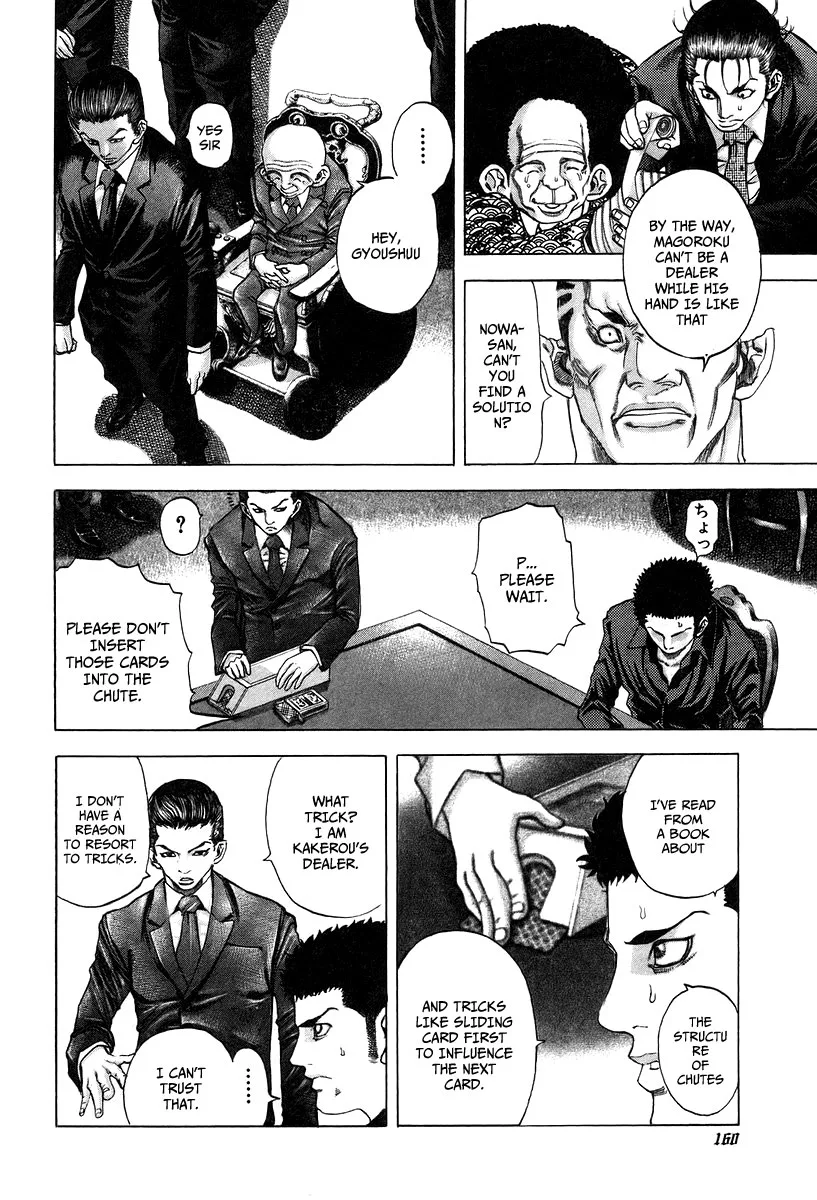 BY THE WAY,
MAGOROKU
CAN'T BE A
DEALER
WHILE HIS
HAND IS LIKE
THAT
NOWA-
SAN,
CAN'T
YOU
FIND A
SOLUTIO
N?
⋮
HEY,
GYOUSHUU
YES
SIR
ちょっ
P...
PLEASE
WAIT.
?
PLEASE DON'T
INSERT
THOSE CARDS
INTO THE
CHUTE.
I'VE READ
FROM
A BOOK
ABOUT
THE
STRUCTU
RE
OF
CHUTES
AND TRICKS
LIKE SLIDING
CARD FIRST
TO INFLUENCE
THE NEXT
CARD.
WHAT
TRICK?
I AM
KAKEROU'S
DEALER.
I DON'T
HAVE A
REASON
TO RESORT
TO TRICKS.
⋮
I CAN'T
TRUST
THAT.
160